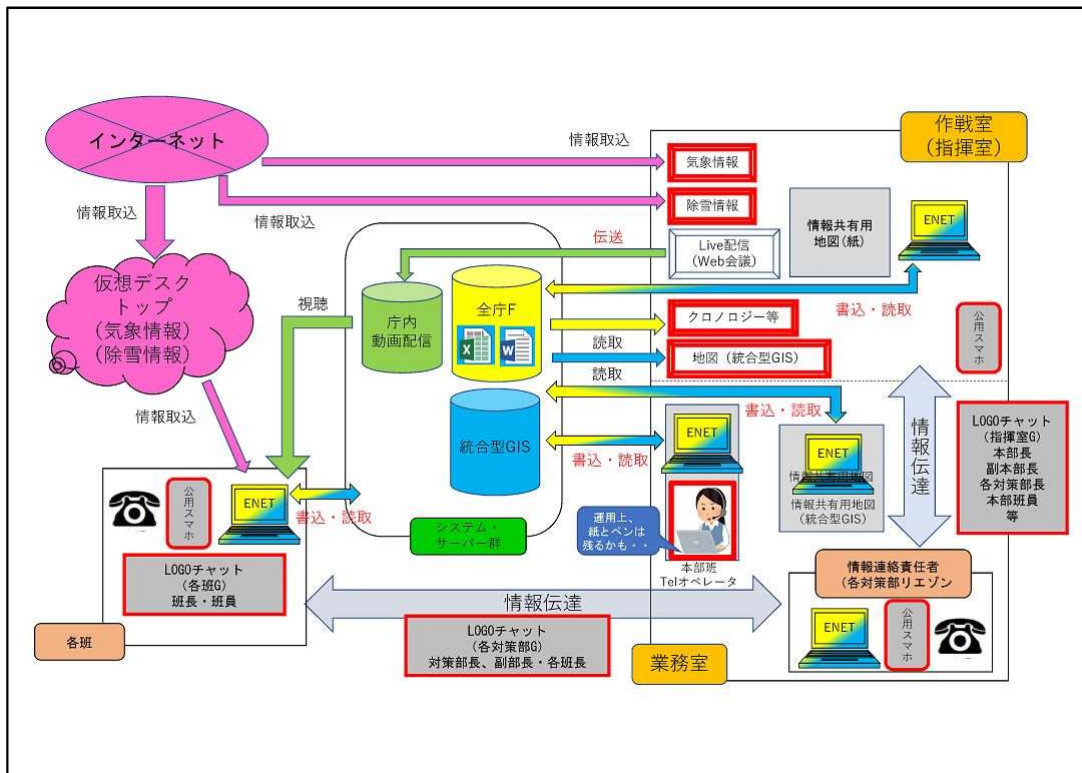 インターネット
情報取込
作戦室
(指揮室)
気象情報
情報取込
情報取込
除雪情報
情報共有用
地図(紙)
ENET
伝送
Live配信
(Web会議)
仮想デスク
トップ
(気象情報)
(除雪情報)
視聴
庁内
動画配信
全庁F
X
W
書込・読取
クロノロジー等
公用スマホ
読取
地図(統合型GIS)
読取
情報取込
統合型GIS
書込・読取
ENET
書込・読取
ENET
情報共有用地図
情報共有用地図
(統合型GIS)
情報伝達
LOGOチャット
(指揮室G)
本部長
副本部長
各対策部長
本部班員
等
公用スマホ
ENET
書込・読取
システム・
サーバー群
運用上、
紙とペンは
残るかも・・
本部班
Telオペレータ
LOGOチャット
(各班G)
班長・班員
情報連絡責任者
(各対策部リエゾン
情報伝達
ENET
公用スマホ
LOGOチャット
(各対策部G)
対策部長、副部長・各班長
各班
業務室